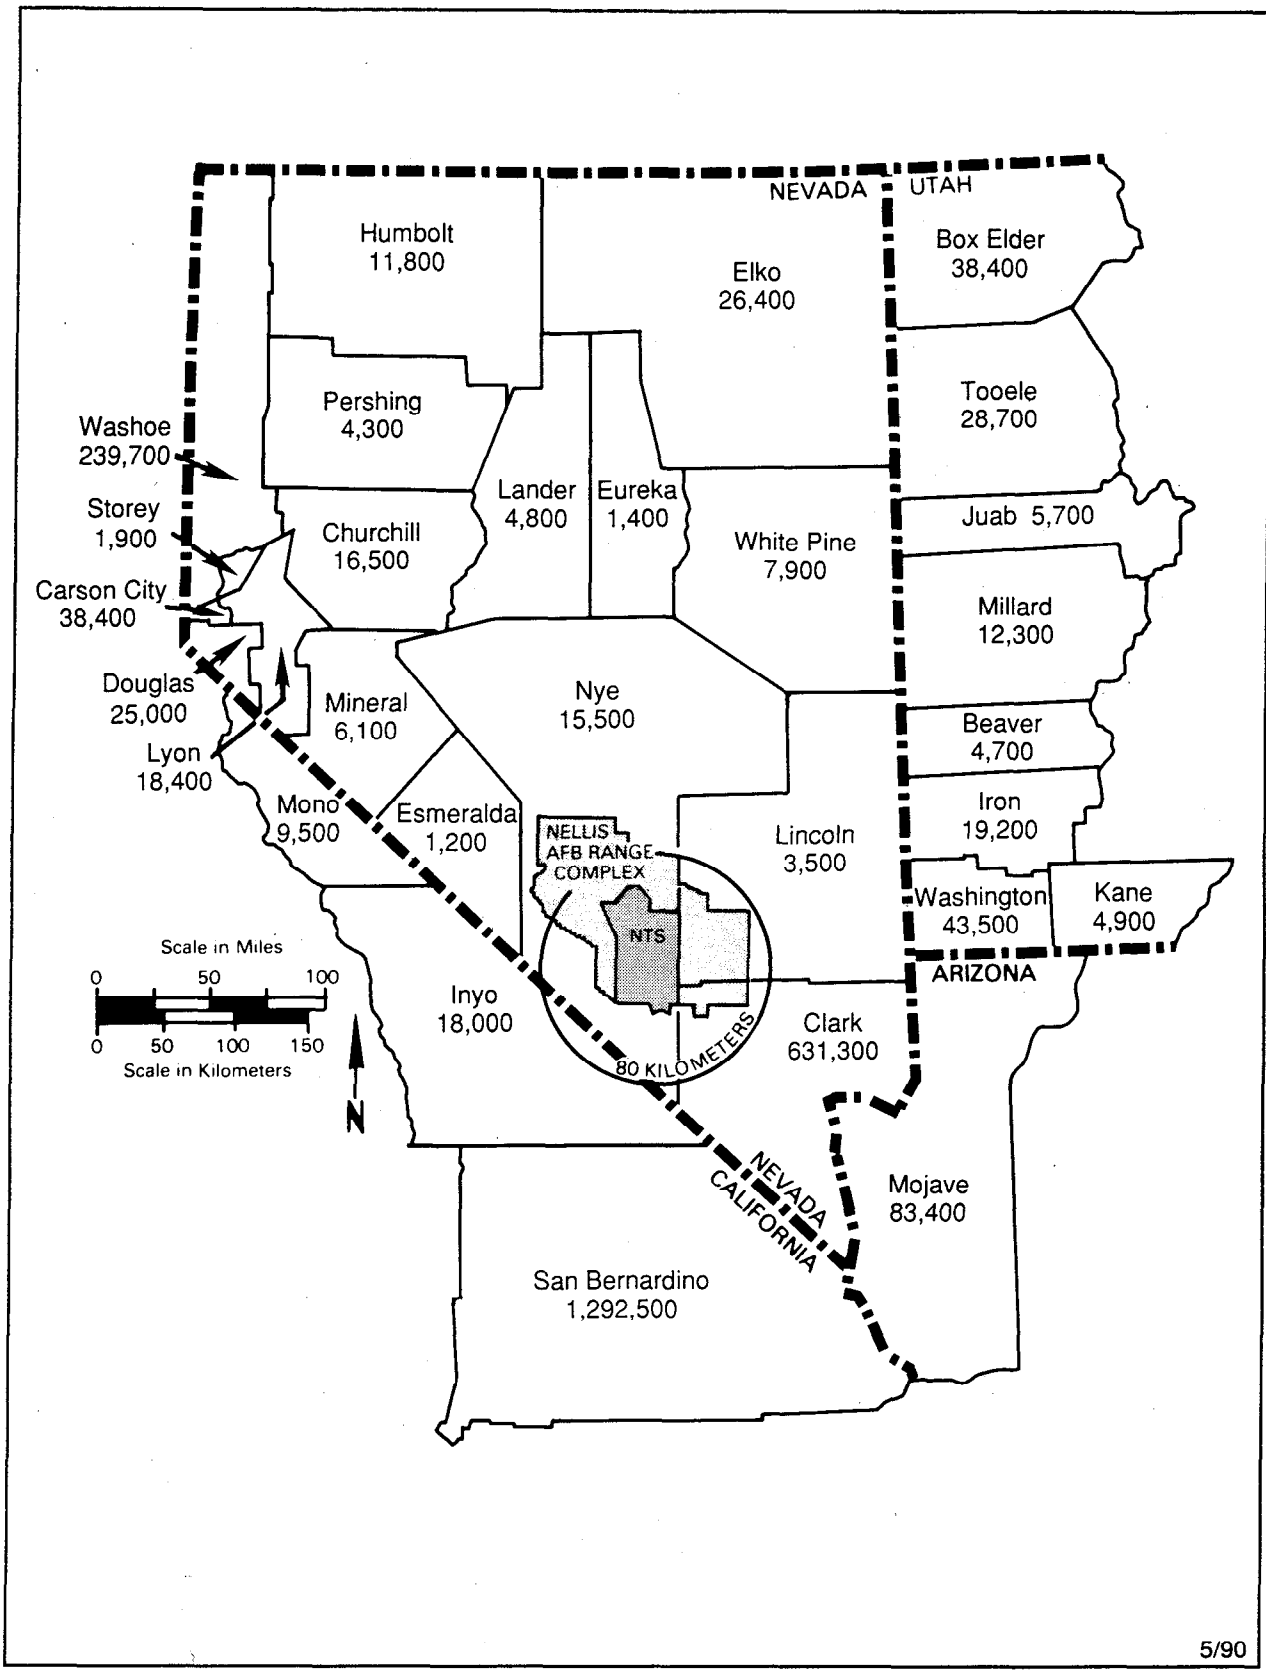 NEVADA
UTAH
Humbolt
11,800
Elko
26,400
Box Elder
38,400
Pershing
4,300
Tooele
28,700
Washoe
239,700
Lander
4,800
Eureka
1,400
Storey
1,900
Churchill
16,500
White Pine
7,900
Juab 5,700
Carson City
38,400
Millard
12,300
Douglas
25,000
Mineral
6,100
Nye
15,500
Beaver
4,700
Lyon
18,400
Mono
9,500
Esmeralda
1,200
Iron
19,200
NELLIS
AFB RANGE
COMPLEX
Lincoln
3,500
Washington
43,500
Kane
4,900
NTS
ARIZONA
Scale in Miles
0 50 100
0 50 100 150
Scale in Kilometers
N
Inyo
18,000
Clark
631,300
80 KILOMETERS
NEVADA
CALIFORNIA
Mojave
83,400
San Bernardino
1,292,500
5/90